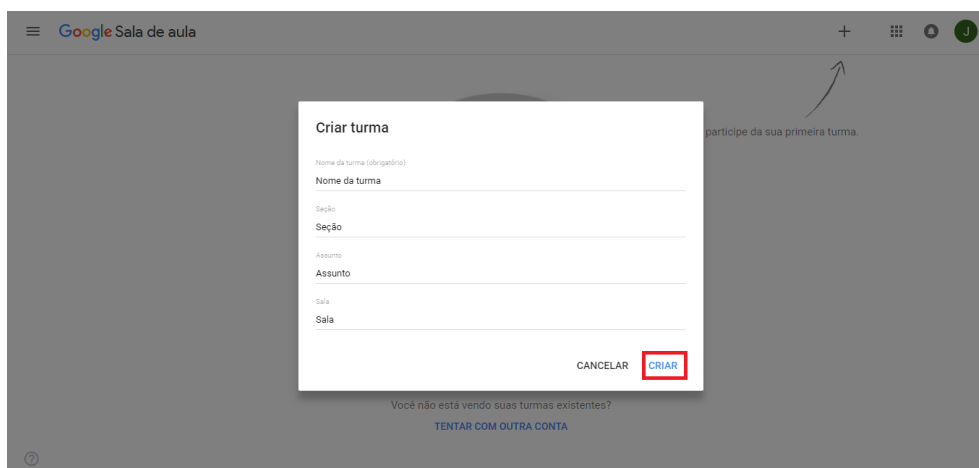 Google Sala de aula
J
participe da sua primeira turma.
Criar turma
Nome da turma (obrigatório)
Nome da turma
Seção
Seção
Assunto
Assunto
Sala
Sala
CANCELAR CRIAR
Você não está vendo suas turmas existentes?
TENTAR COM OUTRA CONTA
?